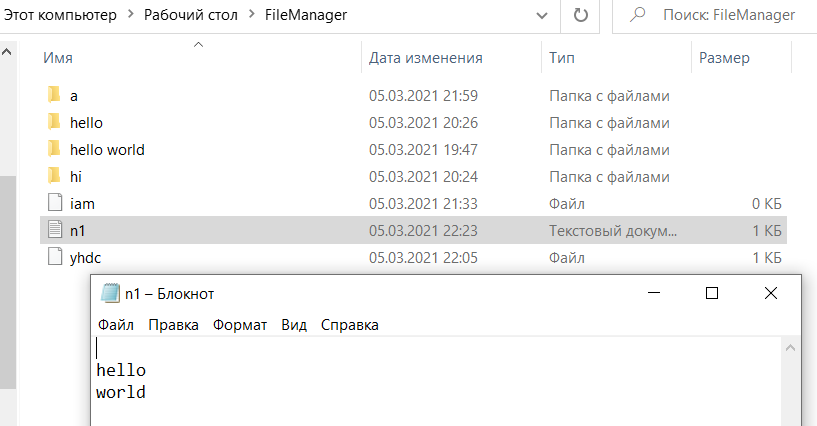 Этот компьютер > Рабочий стол > FileManager
Поиск: FileManager
Имя Дата изменения Тип Размер
a 05.03.2021 21:59 Папка с файлами
hello 05.03.2021 20:26 Папка с файлами
hello world 05.03.2021 19:47 Папка с файлами
hi 05.03.2021 20:24 Папка с файлами
iam 05.03.2021 21:33 Файл 0 КБ
n1 05.03.2021 22:23 Текстовый докум... 1 КБ
yhdc 05.03.2021 22:05 Файл 1 КБ
n1 – Блокнот
Файл Правка Формат Вид Справка
hello
world